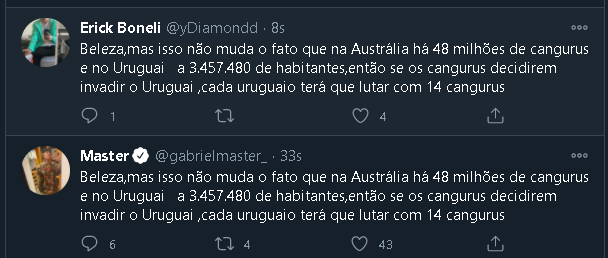 Erick Boneli @yDiamondd · 8s
Beleza,mas isso não muda o fato que na Austrália há 48 milhões de cangurus
e no Uruguai   a 3.457.480 de habitantes,então se os cangurus decidirem
invadir o Uruguai ,cada uruguaio terá que lutar com 14 cangurus
1 4
Master @gabrielmaster_ · 33s
Beleza,mas isso não muda o fato que na Austrália há 48 milhões de cangurus
e no Uruguai   a 3.457.480 de habitantes,então se os cangurus decidirem
invadir o Uruguai ,cada uruguaio terá que lutar com 14 cangurus
6 4 43